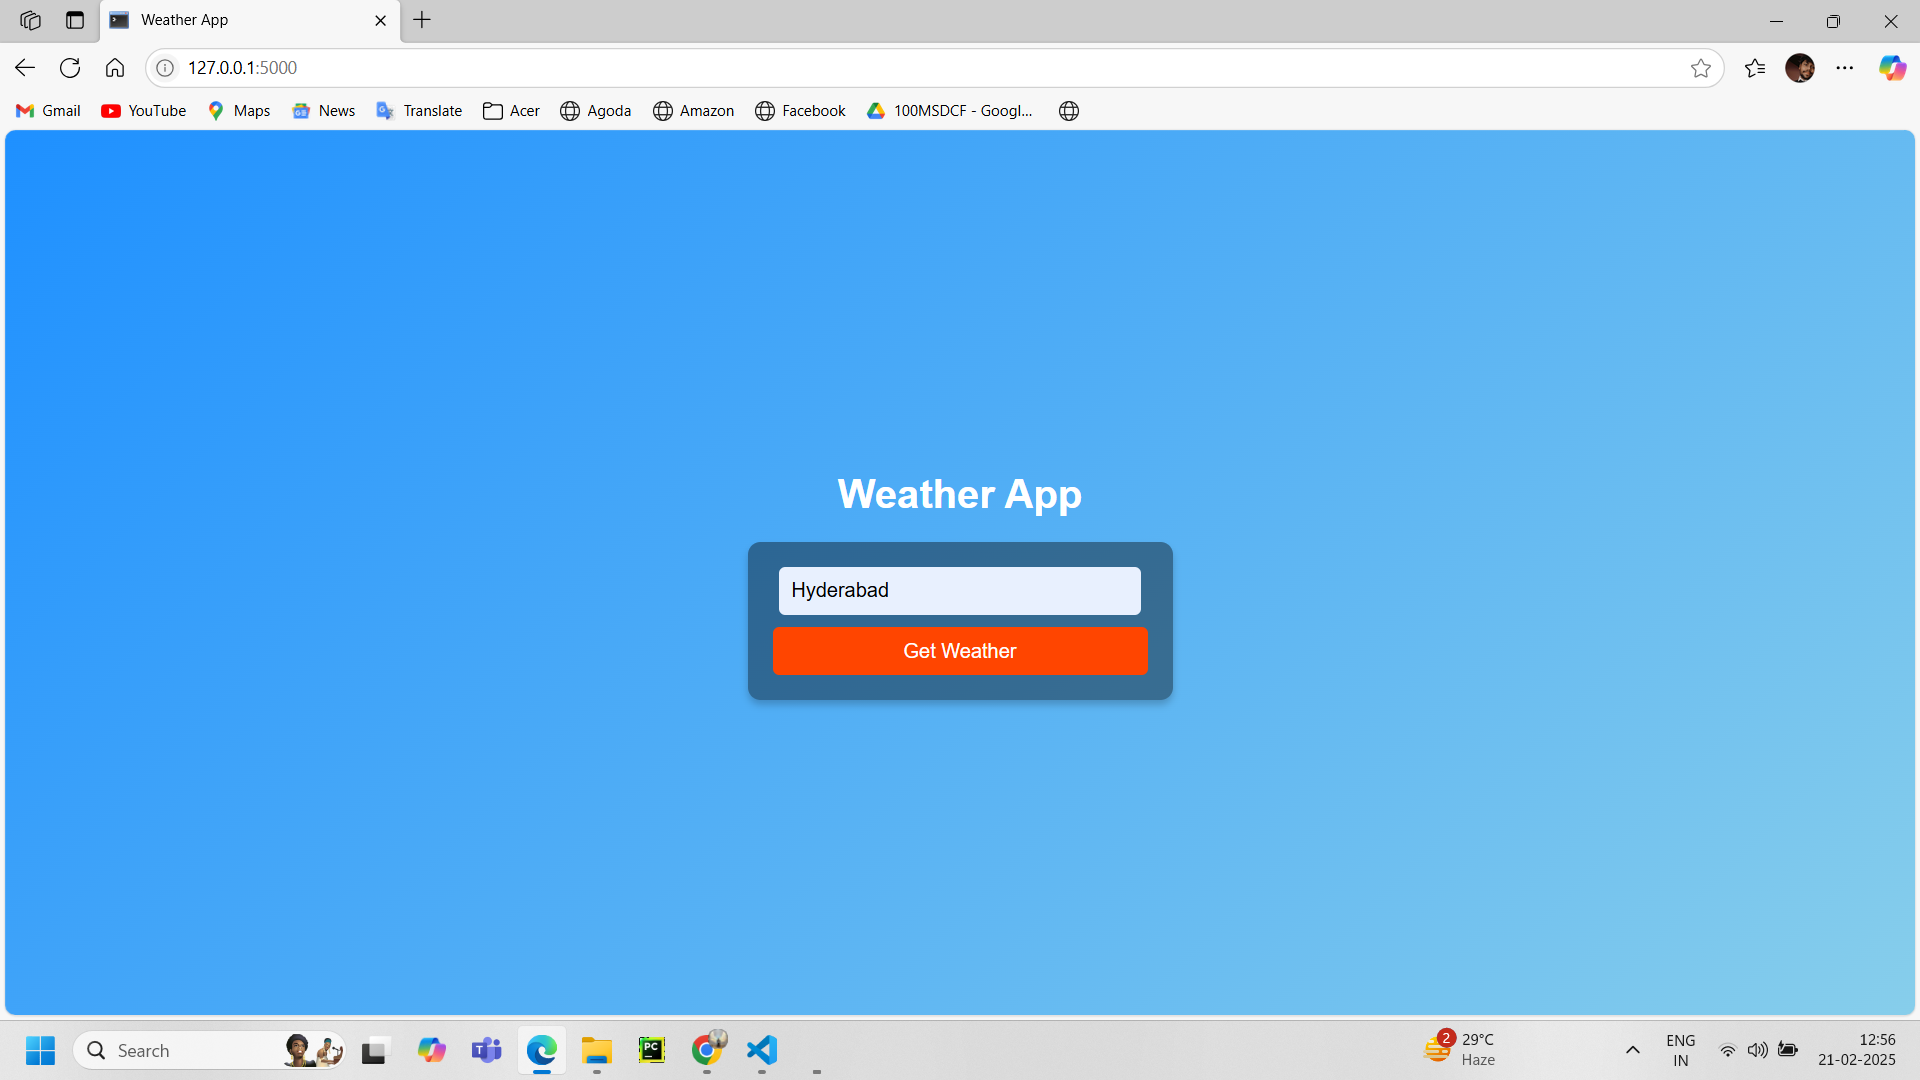 Weather App
127.0.0.1:5000
Gmail YouTube Maps News Translate Acer Agoda Amazon Facebook 100MSDCF - Googl...
Weather App
Hyderabad
Get Weather
Search
PC
2
29°C
Haze
ENG
IN
12:56
21-02-2025